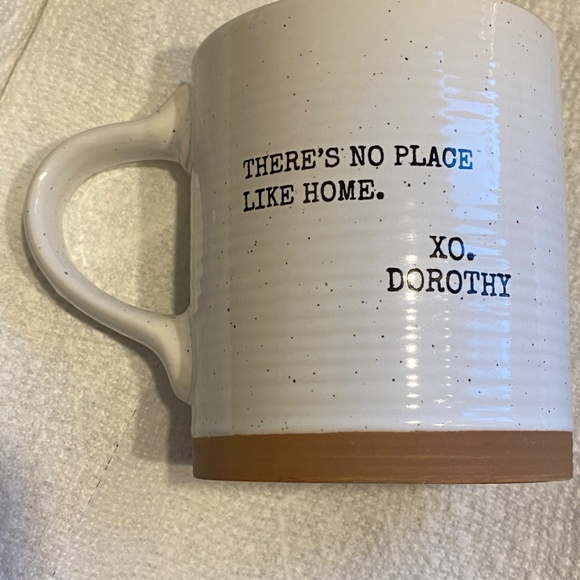 THERE'S NO PLACE
LIKE HOME.
XO.
DOROTHY